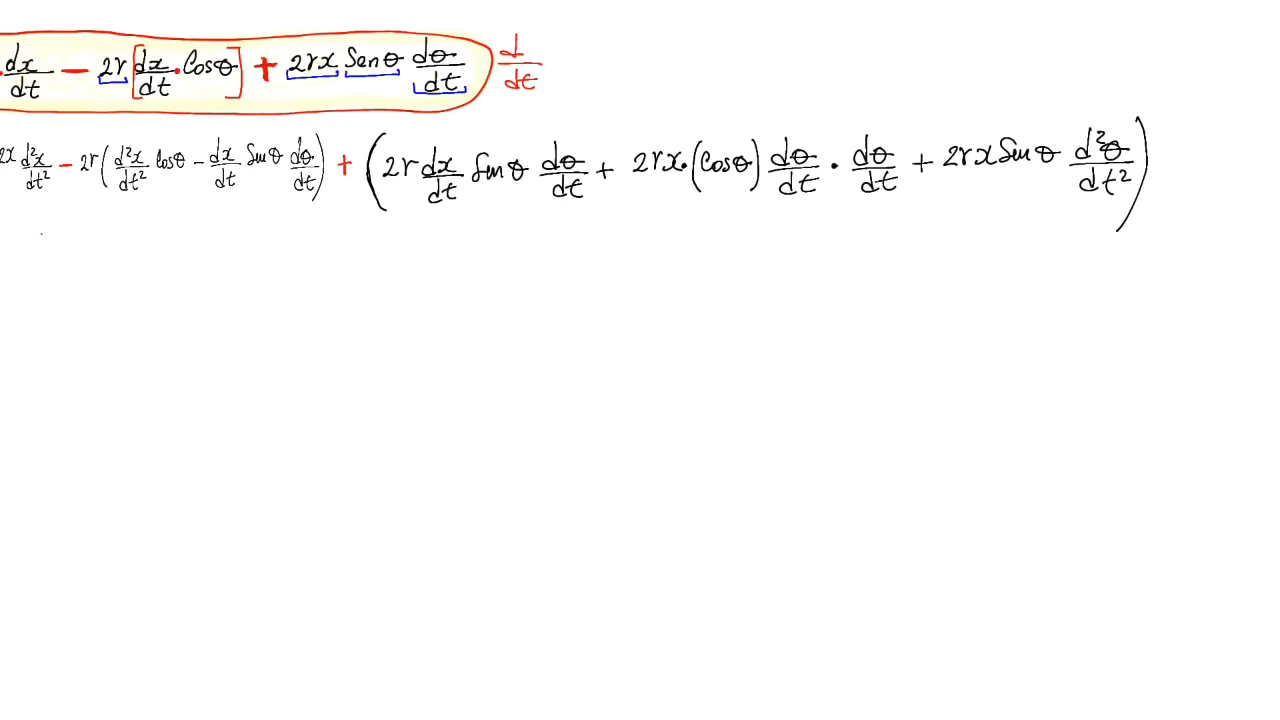 dx/dt − 2r [dx/dt · Cosθ] + 2rx Senθ dθ/dt d/dt
2x d²x/dt² − 2r (d²x/dt² Cosθ − dx/dt Senθ dθ/dt) + (2r dx/dt Senθ dθ/dt + 2rx · (Cosθ) dθ/dt · dθ/dt + 2rx Senθ d²θ/dt²)